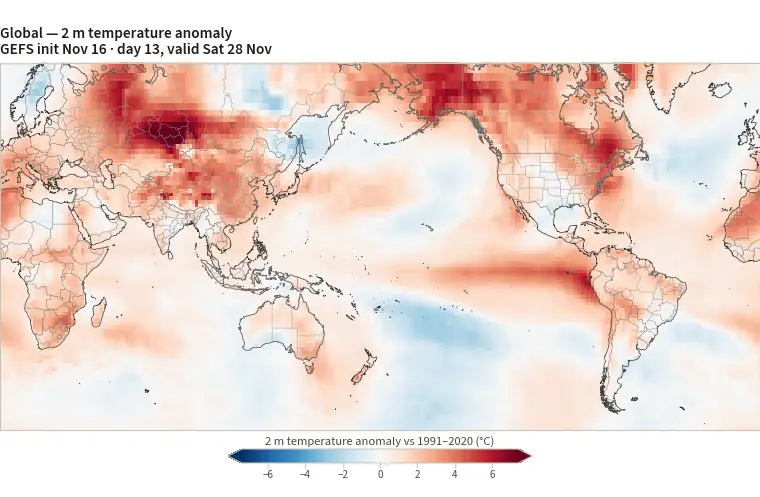 Global — 2 m temperature anomaly
GEFS init Nov 16 · day 13, valid Sat 28 Nov
2 m temperature anomaly vs 1991–2020 (°C)
−6 −4 −2 0 2 4 6